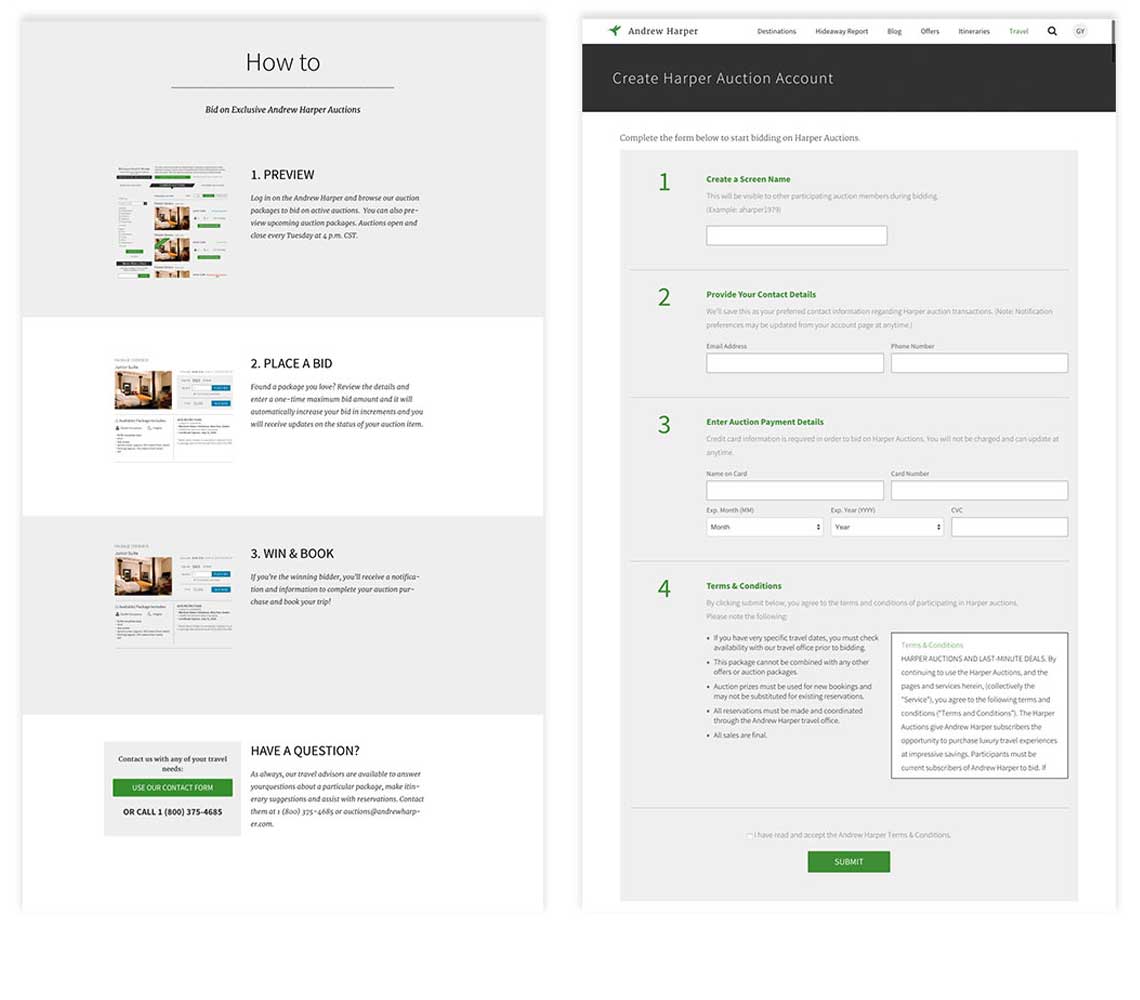 How to
Bid on Exclusive Andrew Harper Auctions
1. PREVIEW
Log in on the Andrew Harper and browse our auction
packages to bid on active auctions. You can also pre-
view upcoming auction packages. Auctions open and
close every Tuesday at 4 p.m. CST.
2. PLACE A BID
Found a package you love? Review the details and
enter a one-time maximum bid amount and it will
automatically increase your bid in increments and you
will receive updates on the status of your auction item.
Junior Suite
Available Package Includes
3. WIN & BOOK
If you're the winning bidder, you'll receive a notifica-
tion and information to complete your auction pur-
chase and book your trip!
Junior Suite
Available Package Includes
Contact us with any of your travel
needs:
USE OUR CONTACT FORM
OR CALL 1 (800) 375-4685
HAVE A QUESTION?
As always, our travel advisors are available to answer
yourquestions about a particular package, make itin-
erary suggestions and assist with reservations. Contact
them at 1 (800) 375-4685 or auctions@andrewharp-
er.com.
Andrew Harper
Destinations Hideaway Report Blog Offers Itineraries Travel GY
Create Harper Auction Account
Complete the form below to start bidding on Harper Auctions.
1 Create a Screen Name
This will be visible to other participating auction members during bidding.
(Example: aharper1979)
2 Provide Your Contact Details
We'll save this as your preferred contact information regarding Harper auction transactions. (Note: Notification
preferences may be updated from your account page at anytime.)
Email Address Phone Number
3 Enter Auction Payment Details
Credit card information is required in order to bid on Harper Auctions. You will not be charged and can update at
anytime.
Name on Card Card Number
Exp. Month (MM) Exp. Year (YYYY) CVC
Month Year
4 Terms & Conditions
By clicking submit below, you agree to the terms and conditions of participating in Harper auctions.
Please note the following:
• If you have very specific travel dates, you must check
availability with our travel office prior to bidding.
• This package cannot be combined with any other
offers or auction packages.
• Auction prizes must be used for new bookings and
may not be substituted for existing reservations.
• All reservations must be made and coordinated
through the Andrew Harper travel office.
• All sales are final.
Terms & Conditions
HARPER AUCTIONS AND LAST-MINUTE DEALS. By
continuing to use the Harper Auctions, and the
pages and services herein, (collectively the
"Service"), you agree to the following terms and
conditions ("Terms and Conditions"). The Harper
Auctions give Andrew Harper subscribers the
opportunity to purchase luxury travel experiences
at impressive savings. Participants must be
current subscribers of Andrew Harper to bid. If
I have read and accept the Andrew Harper Terms & Conditions.
SUBMIT